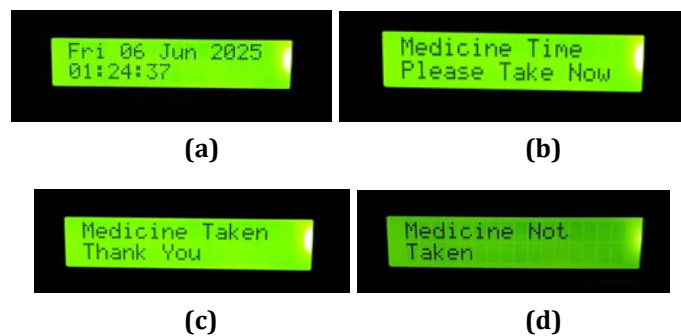 Fri 06 Jun 2025
01:24:37
(a)
Medicine Time
Please Take Now
(b)
Medicine Taken
Thank You
(c)
Medicine Not
Taken
(d)